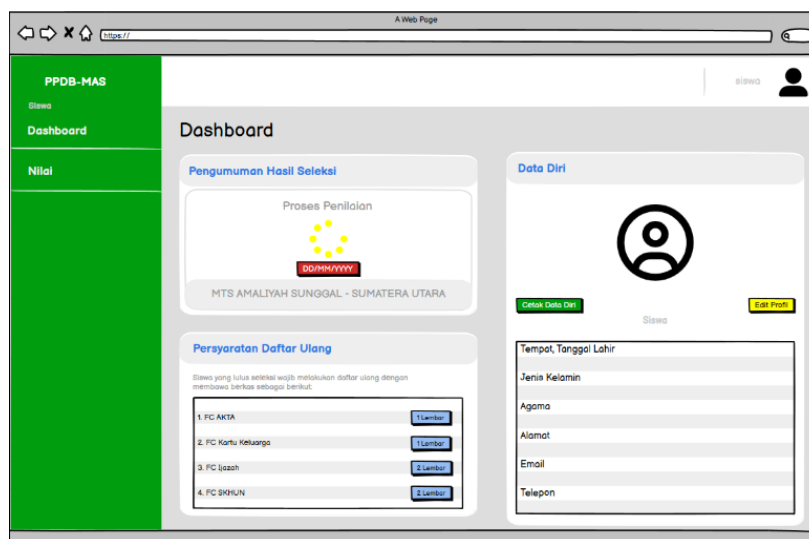 A Web Page
https://
PPDB-MAS
Siswa
Dashboard
Nilai
siswa
Dashboard
Pengumuman Hasil Seleksi
Proses Penilaian
DD/MM/YYYY
MTS AMALIYAH SUNGGAL - SUMATERA UTARA
Persyaratan Daftar Ulang
Siswa yang lulus seleksi wajib melakukan daftar ulang dengan
membawa berkas sebagai berikut:
1. FC AKTA 1 Lembar
2. FC Kartu Keluarga 1 Lembar
3. FC Ijazah 2 Lembar
4. FC SKHUN 2 Lembar
Data Diri
Cetak Data Diri
Edit Profil
Siswa
Tempat, Tanggal Lahir
Jenis Kelamin
Agama
Alamat
Email
Telepon